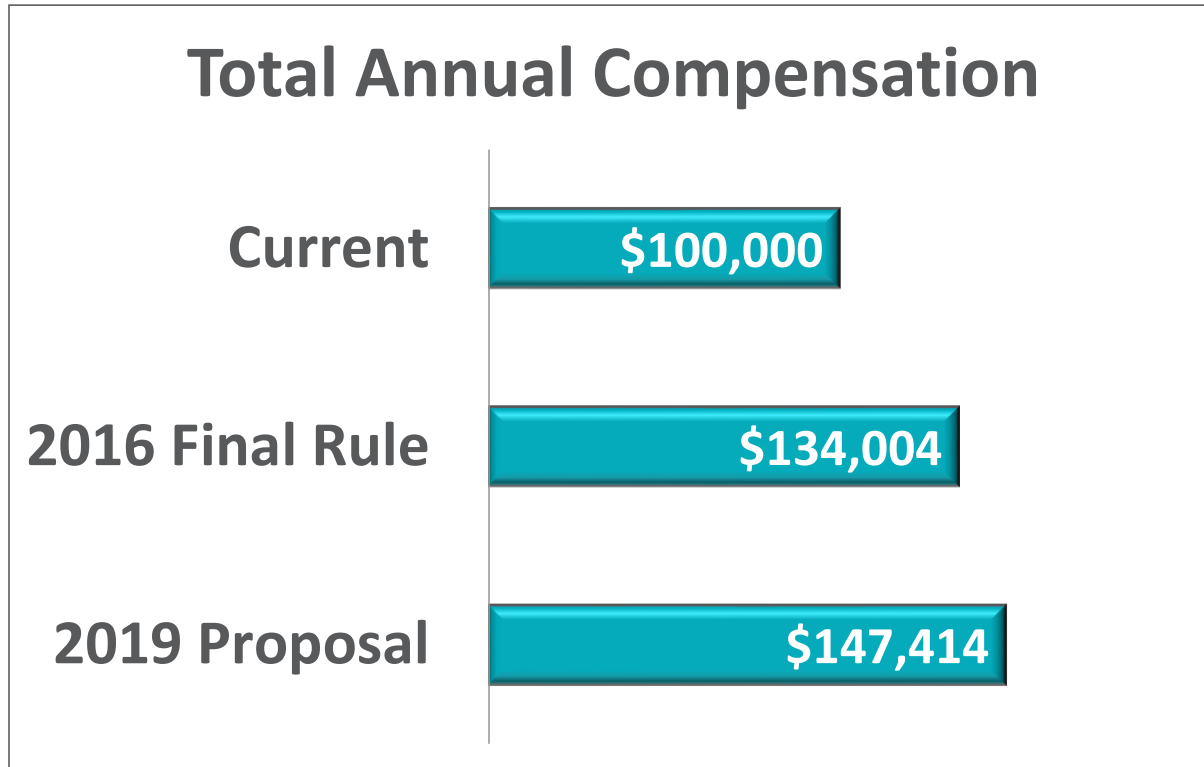 Total Annual Compensation
Current
$100,000
2016 Final Rule
$134,004
2019 Proposal
$147,414